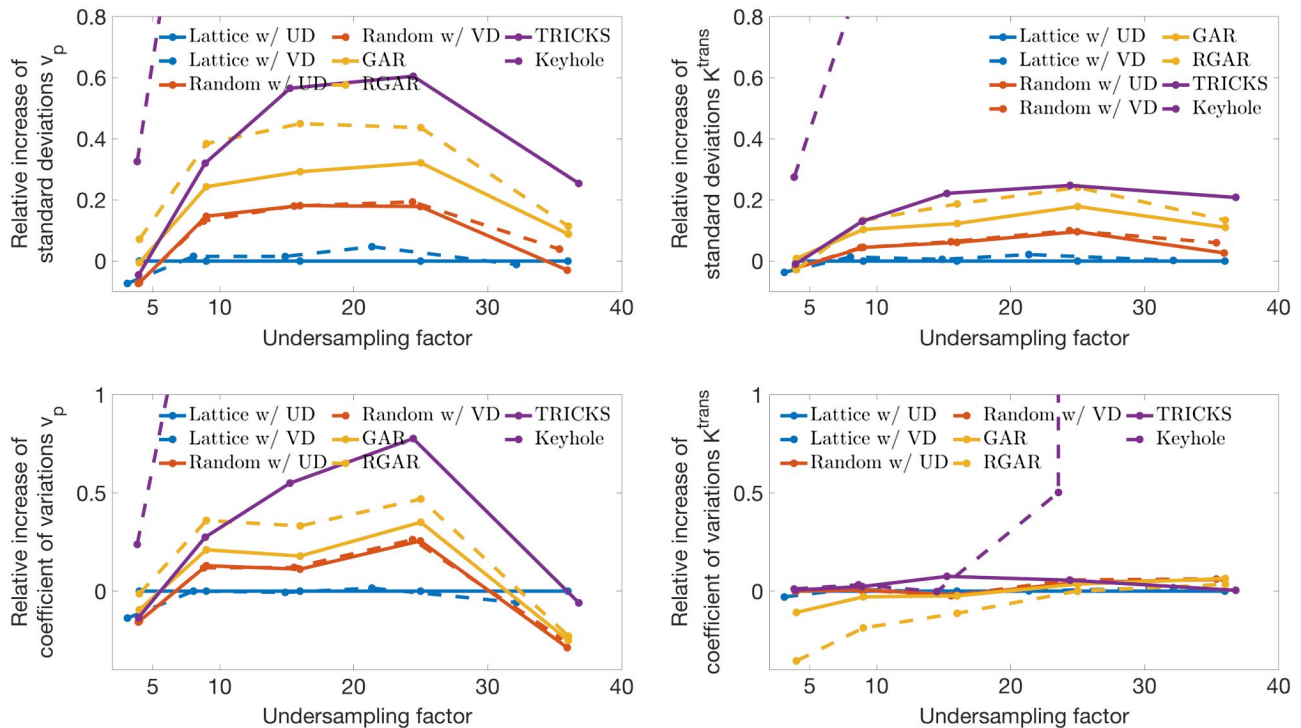 Relative increase of
standard deviations v_p
0.8
0.6
0.4
0.2
0
Lattice w/ UD
Lattice w/ VD
Random w/ UD
Random w/ VD
GAR
RGAR
TRICKS
Keyhole
5 10 20 30 40
Undersampling factor
Relative increase of
standard deviations K^trans
0.8
0.6
0.4
0.2
0
Lattice w/ UD
Lattice w/ VD
Random w/ UD
Random w/ VD
GAR
RGAR
TRICKS
Keyhole
5 10 20 30 40
Undersampling factor
Relative increase of
coefficient of variations v_p
1
0.5
0
Lattice w/ UD
Lattice w/ VD
Random w/ UD
Random w/ VD
GAR
RGAR
TRICKS
Keyhole
5 10 20 30 40
Undersampling factor
Relative increase of
coefficient of variations K^trans
1
0.5
0
Lattice w/ UD
Lattice w/ VD
Random w/ UD
Random w/ VD
GAR
RGAR
TRICKS
Keyhole
5 10 20 30 40
Undersampling factor